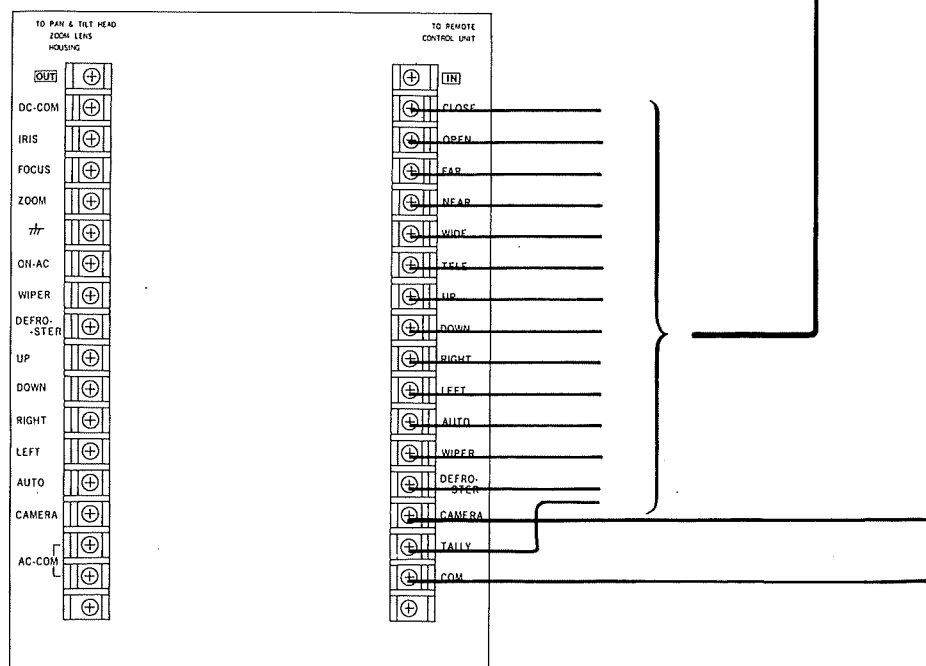 TO PAN & TILT HEAD
ZOOM LENS
HOUSING
OUT
DC-COM
IRIS
FOCUS
ZOOM
ON-AC
WIPER
DEFRO-
-STER
UP
DOWN
RIGHT
LEFT
AUTO
CAMERA
AC-COM
TO REMOTE
CONTROL UNIT
IN
CLOSE
OPEN
FAR
NEAR
WIDE
TELE
UP
DOWN
RIGHT
LEFT
AUTO
WIPER
DEFRO-
-STER
CAMERA
TALLY
COM